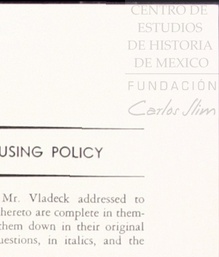 CENTRO DE
ESTUDIOS
DE HISTORIA
DE MEXICO
FUNDACIÓN
Carlos Slim
USING POLICY
Mr. Vladeck addressed to
hereto are complete in them-
them down in their original
uestions, in italics, and the